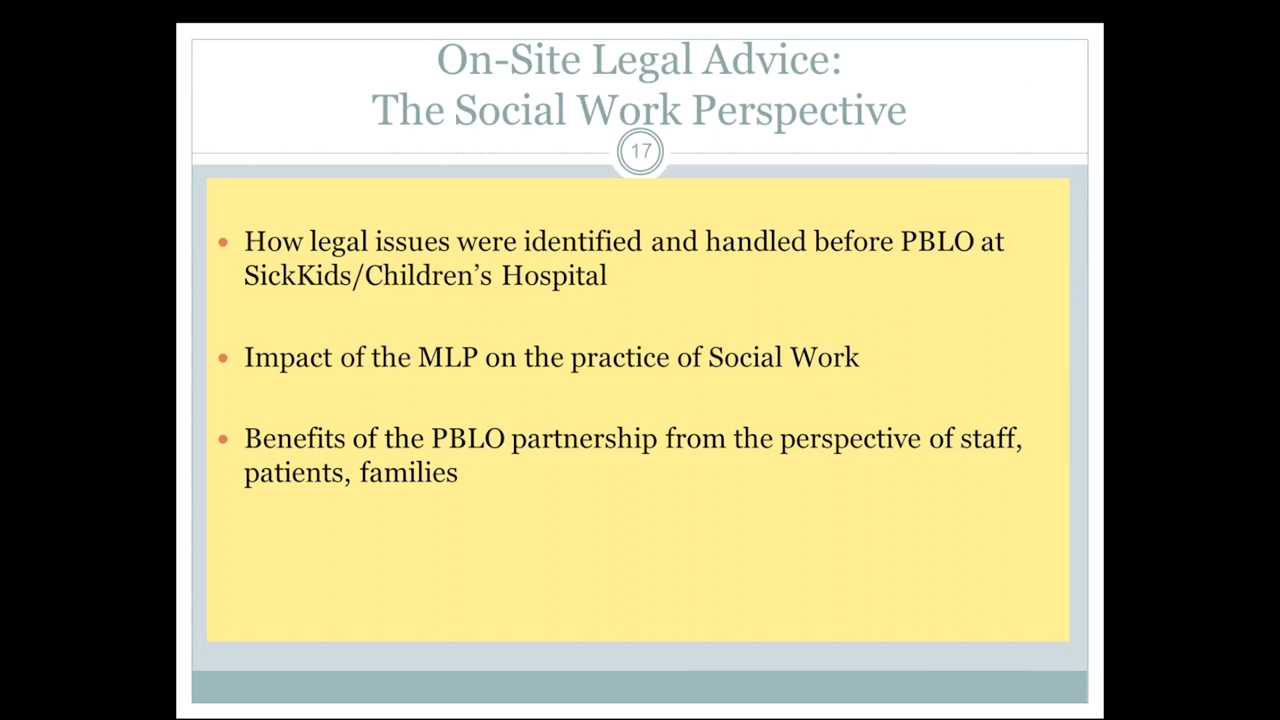 On-Site Legal Advice:
The Social Work Perspective
17
• How legal issues were identified and handled before PBLO at
SickKids/Children’s Hospital
• Impact of the MLP on the practice of Social Work
• Benefits of the PBLO partnership from the perspective of staff,
patients, families